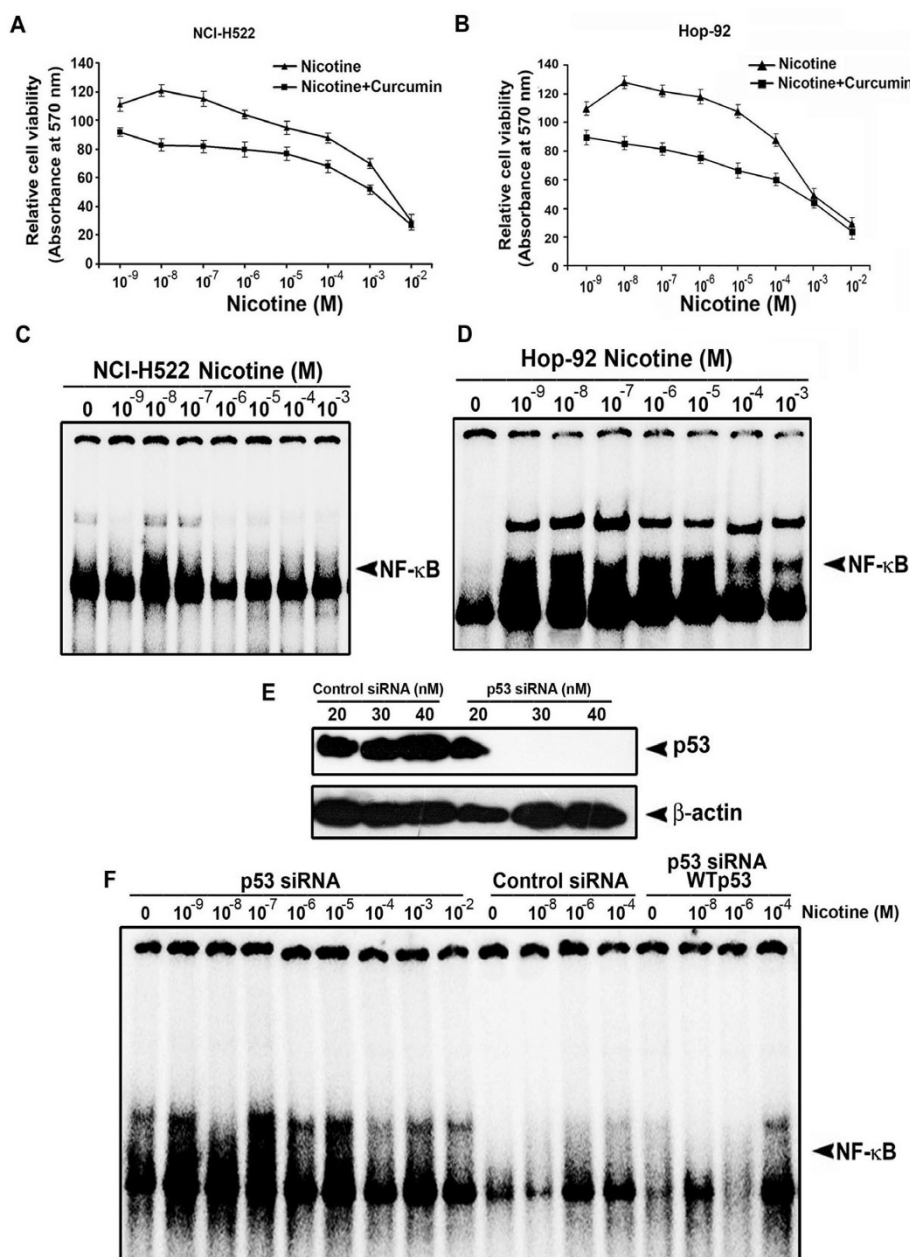 A
NCI-H522
Nicotine
Nicotine+Curcumin
Relative cell viability
(Absorbance at 570 nm)
140
120
100
80
60
40
20
0
10-9 10-8 10-7 10-6 10-5 10-4 10-3 10-2
Nicotine (M)
B
Hop-92
Nicotine
Nicotine+Curcumin
Relative cell viability
(Absorbance at 570 nm)
140
120
100
80
60
40
20
0
10-9 10-8 10-7 10-6 10-5 10-4 10-3 10-2
Nicotine (M)
C
NCI-H522 Nicotine (M)
0 10-9 10-8 10-7 10-6 10-5 10-4 10-3
NF-κB
D
Hop-92 Nicotine (M)
0 10-9 10-8 10-7 10-6 10-5 10-4 10-3
NF-κB
E
Control siRNA (nM) p53 siRNA (nM)
20 30 40 20 30 40
p53
β-actin
F
p53 siRNA Control siRNA p53 siRNA
WTp53
0 10-9 10-8 10-7 10-6 10-5 10-4 10-3 10-2 0 10-8 10-6 10-4 0 10-8 10-6 10-4 Nicotine (M)
NF-κB